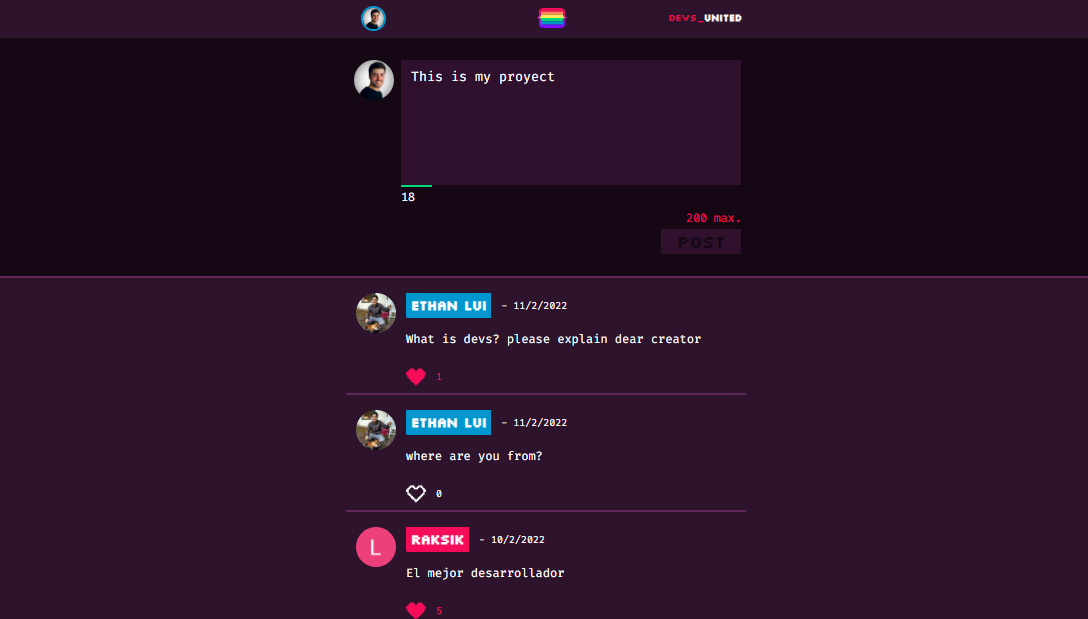 DEVS_UNITED
This is my proyect
18
200 max.
POST
ETHAN LUI - 11/2/2022
What is devs? please explain dear creator
1
ETHAN LUI - 11/2/2022
where are you from?
0
L
RAKSIK - 10/2/2022
El mejor desarrollador
5